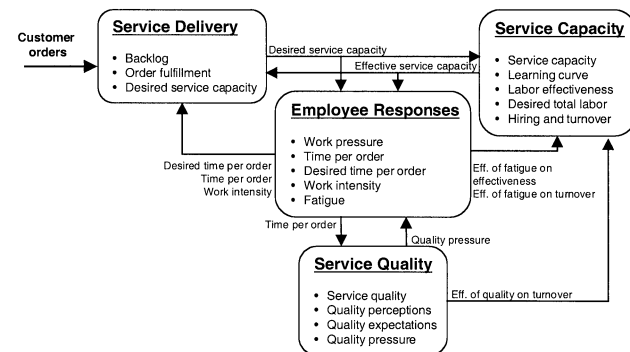 Customer
orders
Service Delivery
• Backlog
• Order fulfillment
• Desired service capacity
Desired service capacity
Effective service capacity
Service Capacity
• Service capacity
• Learning curve
• Labor effectiveness
• Desired total labor
• Hiring and turnover
Employee Responses
• Work pressure
• Time per order
• Desired time per order
• Work intensity
• Fatigue
Desired time per order
Time per order
Work intensity
Eff. of fatigue on
effectiveness
Eff. of fatigue on turnover
Time per order
Quality pressure
Service Quality
• Service quality
• Quality perceptions
• Quality expectations
• Quality pressure
Eff. of quality on turnover